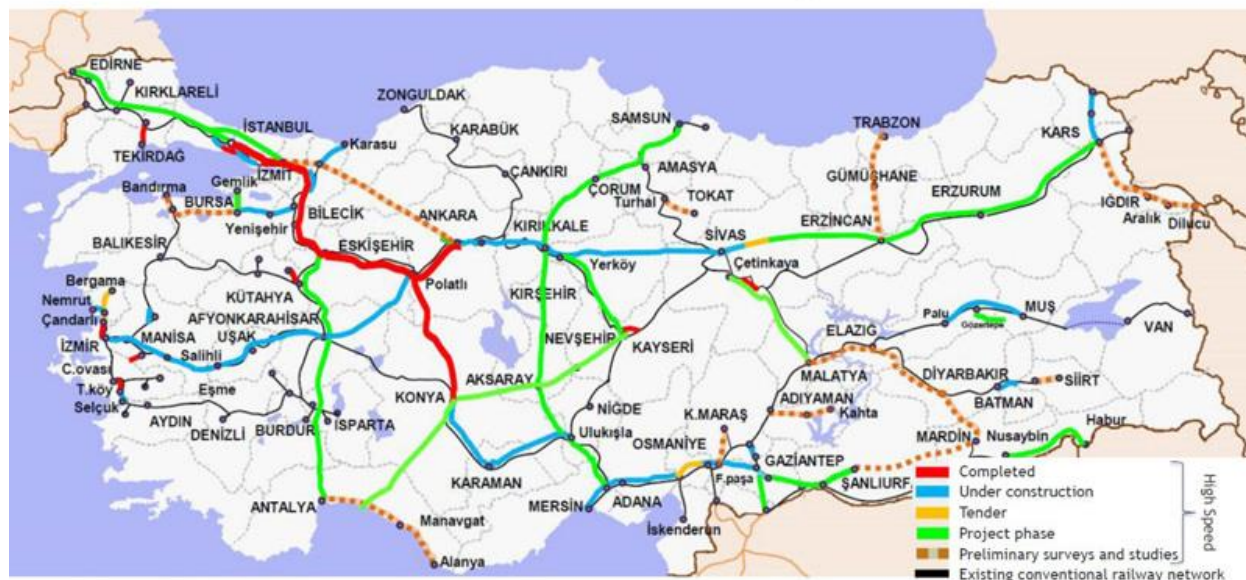 EDİRNE
KIRKLARELİ
TEKİRDAĞ
İSTANBUL
İZMİT
Karasu
ZONGULDAK
KARABÜK
ÇANKIRI
SAMSUN
AMASYA
ÇORUM
Turhal
TOKAT
TRABZON
GÜMÜGHANE
ERZİNCAN
ERZURUM
KARS
IĞDIR
Aralık
Dilucu
Bandırma
Gemlik
BURSA
Yenişehir
BİLECİK
BALIKESİR
ESKİŞEHİR
ANKARA
KIRIKKALE
Yerköy
SİVAS
Çetinkaya
Polatlı
Bergama
Nemrut
Çandarlı
KÜTAHYA
AFYONKARAHİSAR
UŞAK
MANİSA
İZMİR
Salihli
C.ovası
T.köy
Selçuk
Eşme
AYDIN
DENİZLİ
BURDUR
ISPARTA
KIRŞEHİR
NEVŞEHİR
KAYSERİ
AKSARAY
KONYA
NİĞDE
Ulukışla
KARAMAN
MERSİN
ADANA
OSMANİYE
K.MARAŞ
F.paşa
İskenderun
GAZİANTEP
ŞANLIURF
ADIYAMAN
Kahta
MALATYA
ELAZIĞ
Palu
Gözertepe
MUŞ
VAN
DİYARBAKIR
BATMAN
SİİRT
MARDİN
Nusaybin
Habur
ANTALYA
Manavgat
Alanya
Completed
Under construction
Tender
Project phase
Preliminary surveys and studies
Existing conventional railway network
High Speed